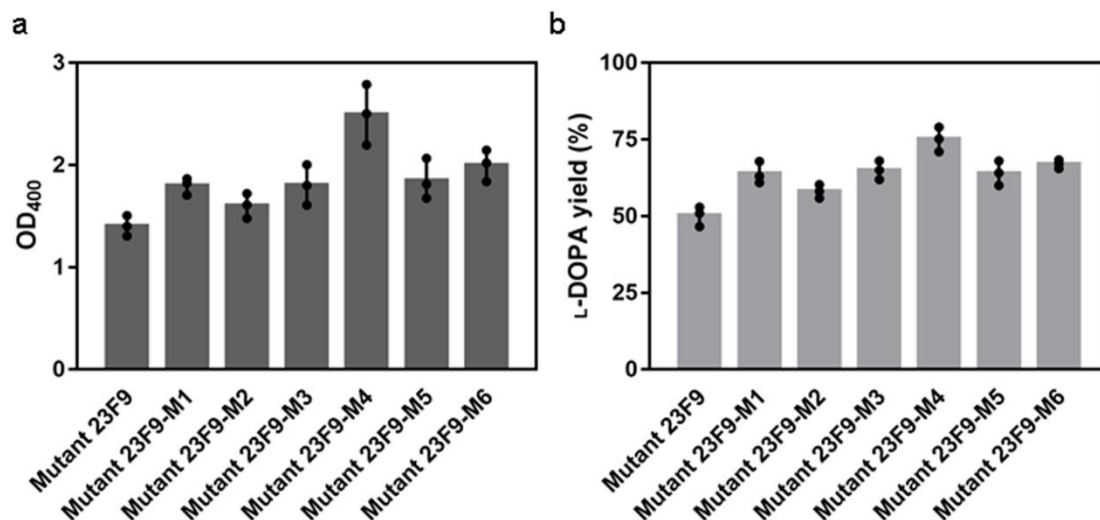 a
OD400
3
2
1
0
Mutant 23F9
Mutant 23F9-M1
Mutant 23F9-M2
Mutant 23F9-M3
Mutant 23F9-M4
Mutant 23F9-M5
Mutant 23F9-M6
b
L-DOPA yield (%)
100
75
50
25
0
Mutant 23F9
Mutant 23F9-M1
Mutant 23F9-M2
Mutant 23F9-M3
Mutant 23F9-M4
Mutant 23F9-M5
Mutant 23F9-M6